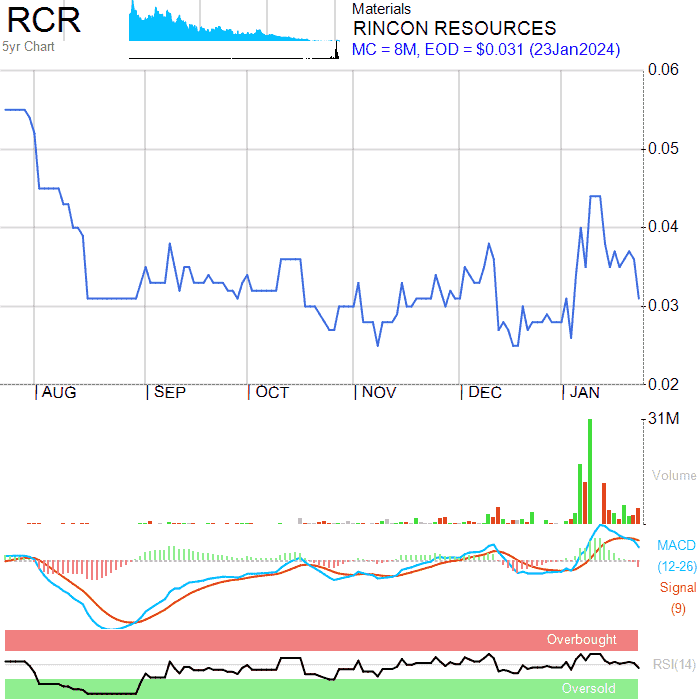 RCR
5yr Chart
Materials
RINCON RESOURCES
MC = 8M, EOD = $0.031 (23Jan2024)
0.06
0.05
0.04
0.03
0.02
AUG SEP OCT NOV DEC JAN
31M
Volume
MACD
(12-26)
Signal
(9)
Overbought
RSI(14)
Oversold